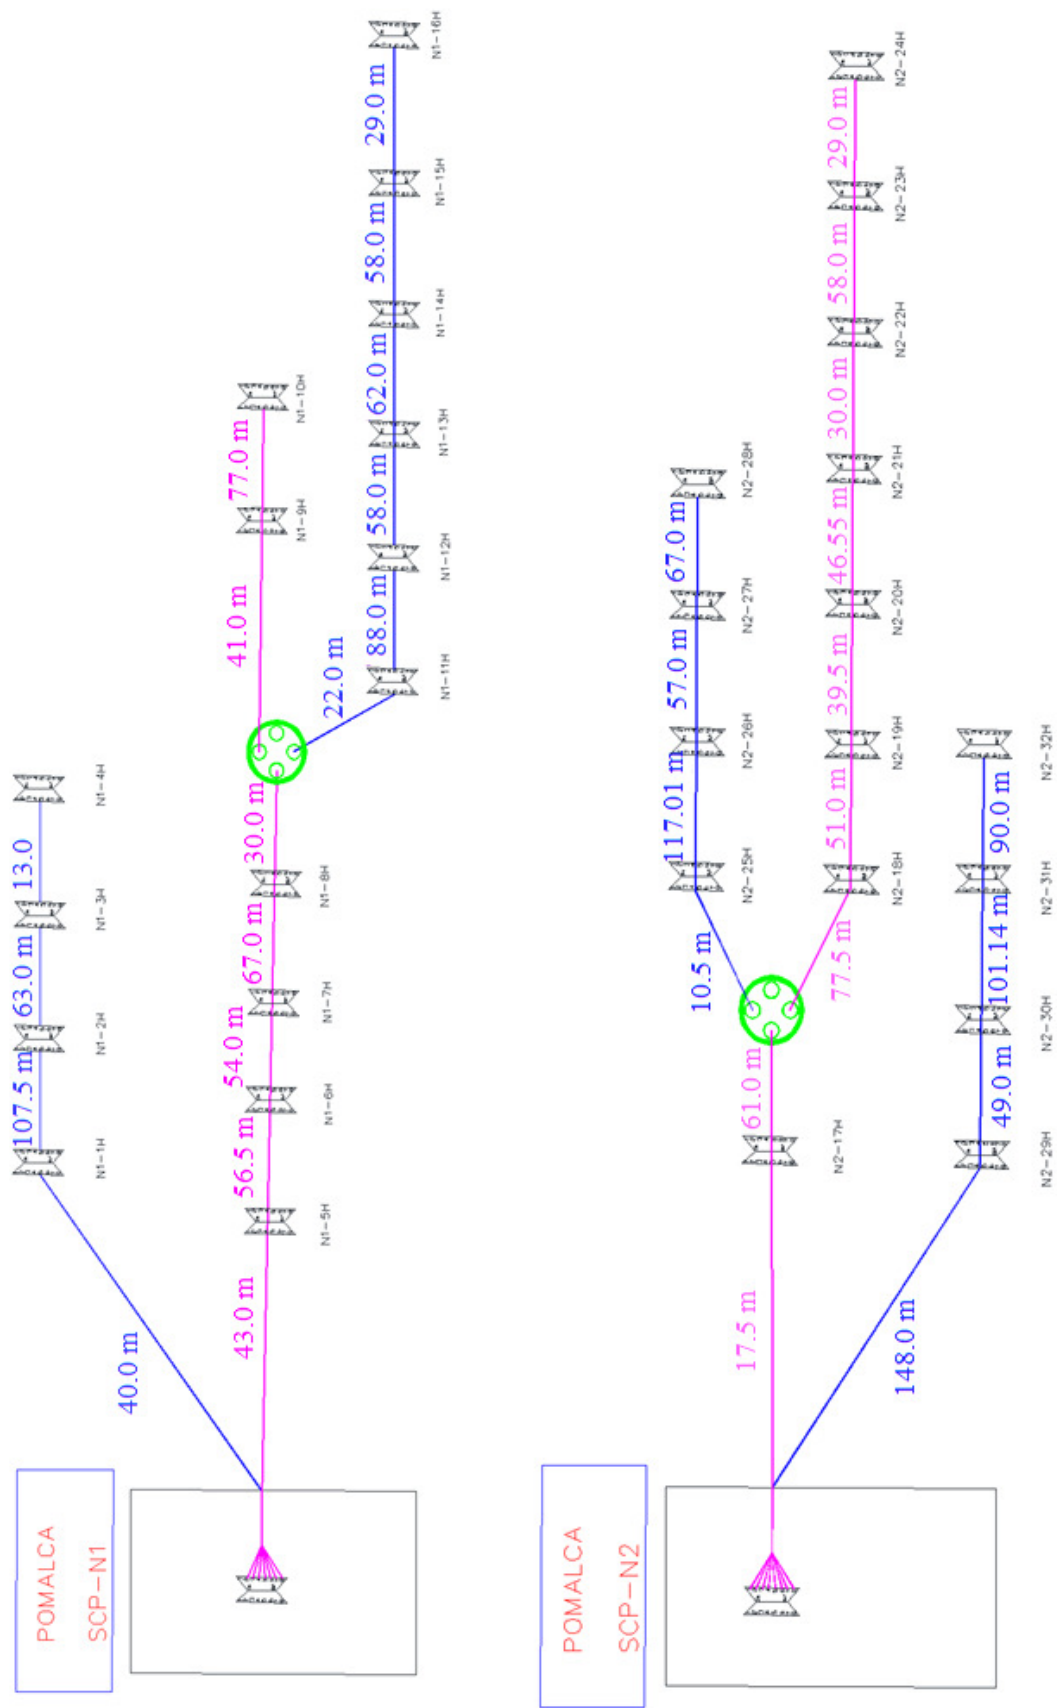 POMALCA
SCP-N1
40.0 m
107.5 m
63.0 m
13.0
N1-1H
N1-2H
N1-3H
N1-4H
43.0 m
56.5 m
54.0 m
67.0 m
30.0 m
41.0 m
77.0 m
N1-5H
N1-6H
N1-7H
N1-8H
N1-9H
N1-10H
22.0 m
88.0 m
58.0 m
62.0 m
58.0 m
29.0 m
N1-11H
N1-12H
N1-13H
N1-14H
N1-15H
N1-16H
POMALCA
SCP-N2
10.5 m
117.01 m
57.0 m
67.0 m
N2-25H
N2-26H
N2-27H
N2-28H
17.5 m
61.0 m
N2-17H
77.5 m
51.0 m
39.5 m
46.55 m
30.0 m
58.0 m
29.0 m
N2-18H
N2-19H
N2-20H
N2-21H
N2-22H
N2-23H
N2-24H
148.0 m
49.0 m
101.14 m
90.0 m
N2-29H
N2-30H
N2-31H
N2-32H